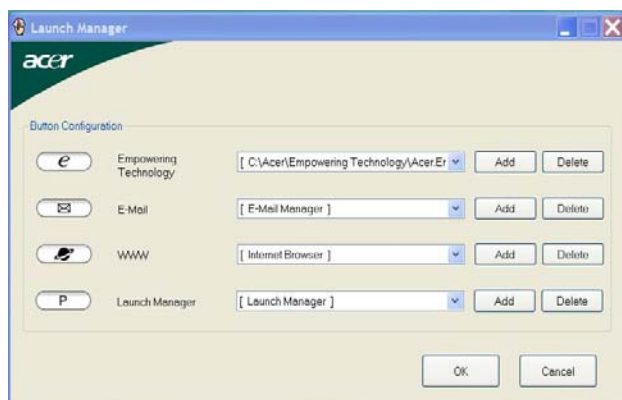 Launch Manager
acer
Button Configuration
e Empowering Technology [ C:\Acer\Empowering Technology\Acer.Er Add Delete
E-Mail [ E-Mail Manager ] Add Delete
WWW [ Internet Browser ] Add Delete
P Launch Manager [ Launch Manager ] Add Delete
OK Cancel